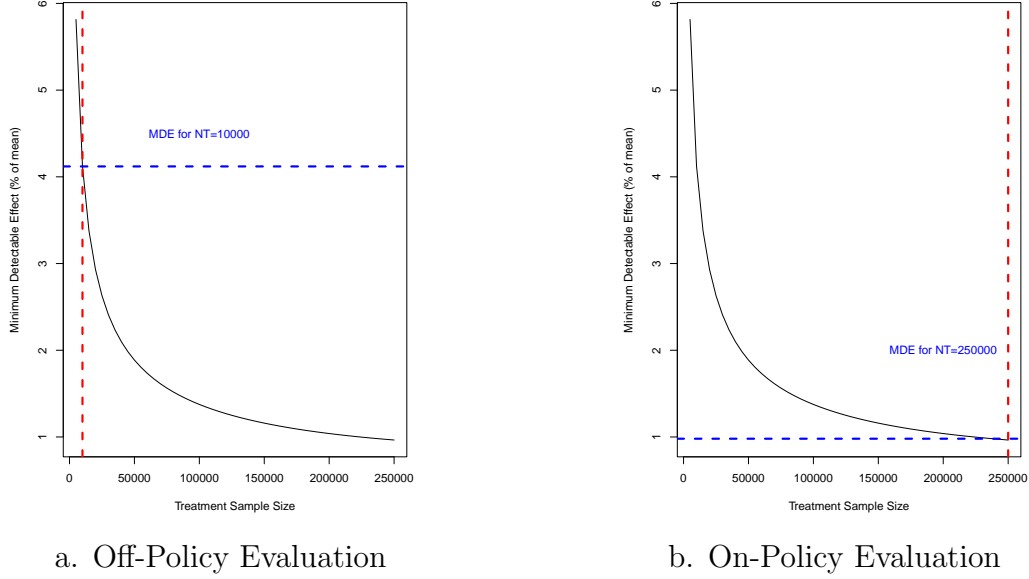 6
5
4
3
2
1
Minimum Detectable Effect (% of mean)
MDE for NT=10000
0 50000 100000 150000 200000 250000
Treatment Sample Size
a. Off-Policy Evaluation
6
5
4
3
2
1
Minimum Detectable Effect (% of mean)
MDE for NT=250000
0 50000 100000 150000 200000 250000
Treatment Sample Size
b. On-Policy Evaluation